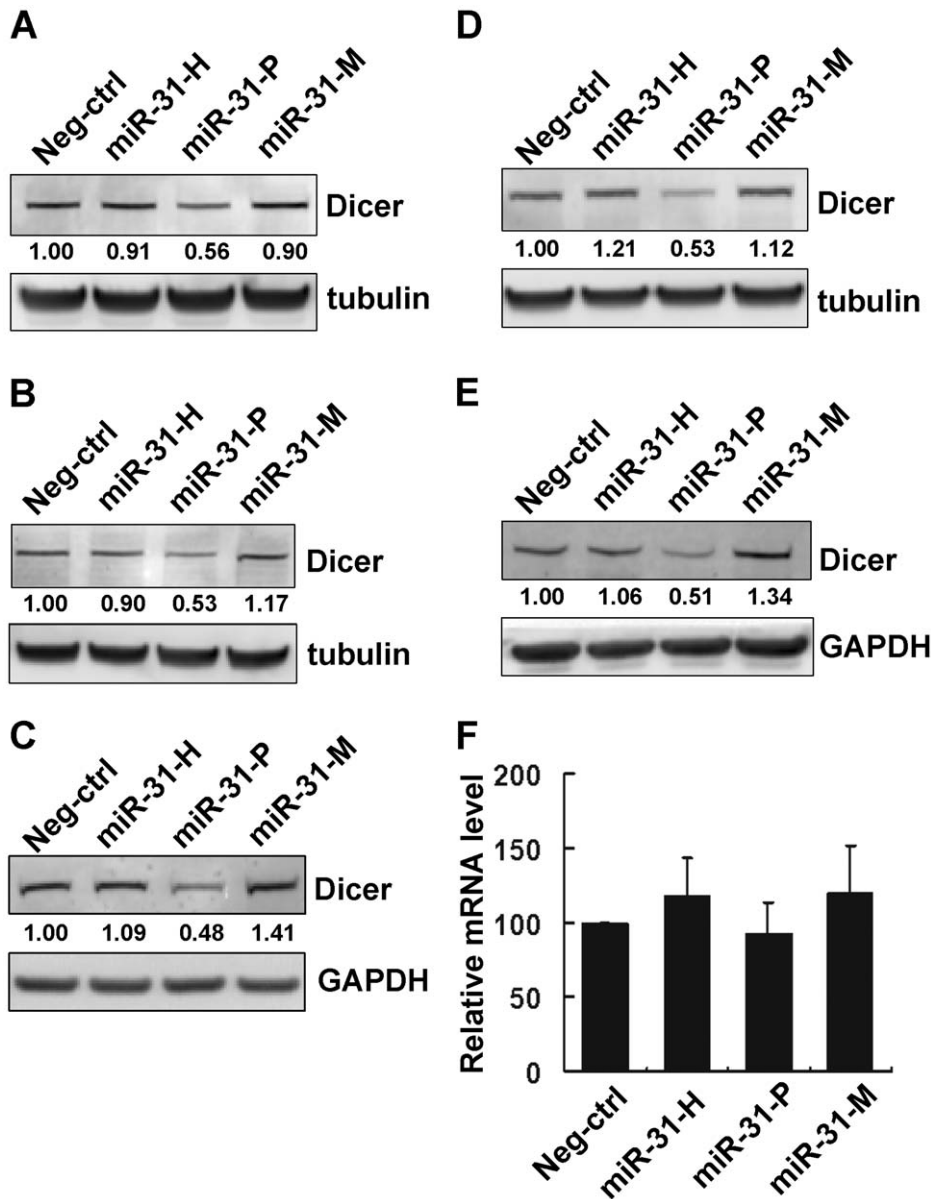 A
Neg-ctrl miR-31-H miR-31-P miR-31-M
Dicer
1.00 0.91 0.56 0.90
tubulin
B
Neg-ctrl miR-31-H miR-31-P miR-31-M
Dicer
1.00 0.90 0.53 1.17
tubulin
C
Neg-ctrl miR-31-H miR-31-P miR-31-M
Dicer
1.00 1.09 0.48 1.41
GAPDH
D
Neg-ctrl miR-31-H miR-31-P miR-31-M
Dicer
1.00 1.21 0.53 1.12
tubulin
E
Neg-ctrl miR-31-H miR-31-P miR-31-M
Dicer
1.00 1.06 0.51 1.34
GAPDH
F
Relative mRNA level
200
150
100
50
0
Neg-ctrl miR-31-H miR-31-P miR-31-M